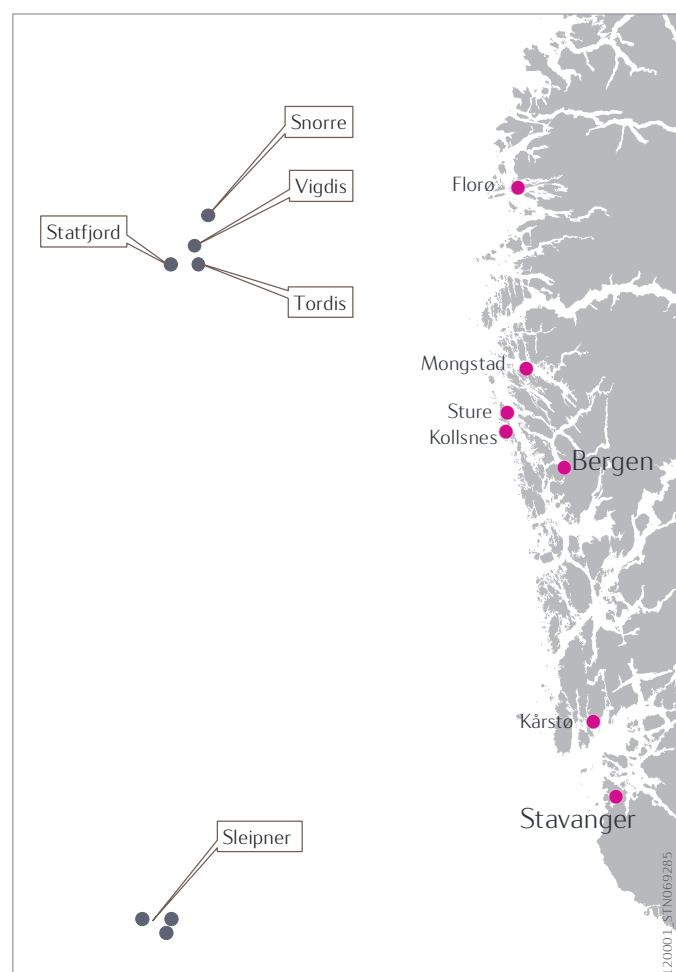 Snorre
Vigdis
Florø
Statfjord
Tordis
Mongstad
Sture
Kollsnes
Bergen
Kårstø
Stavanger
Sleipner
120001_STN069285